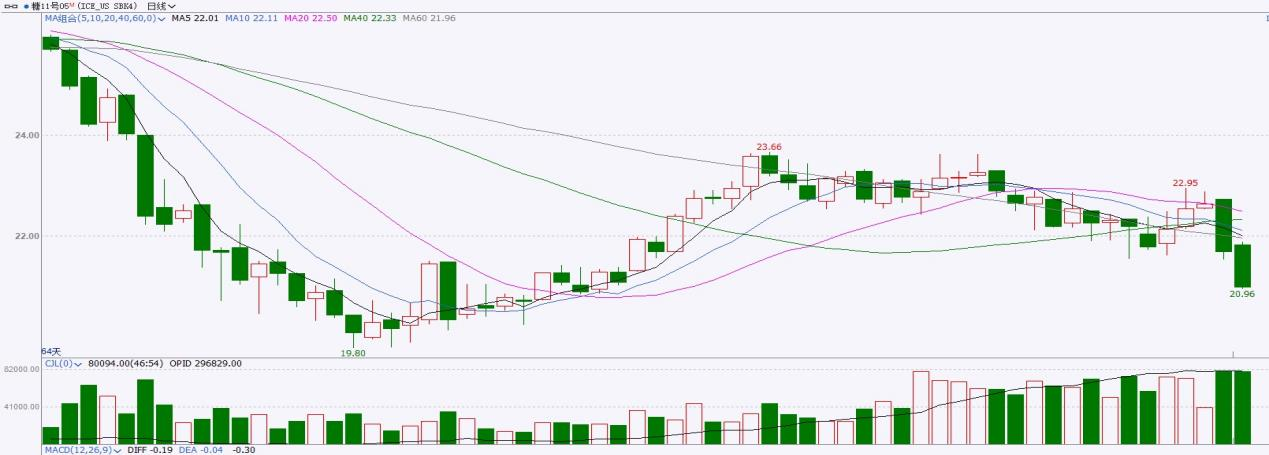 糖11号05M (ICE_US SBK4) 日线
MA组合(5,10,20,40,60,0) MA5 22.01 MA10 22.11 MA20 22.50 MA40 22.33 MA60 21.96
24.00
23.66
22.95
22.00
20.96
19.80
64天
CJL(0) 80094.00(46:54) OPID 296829.00
82000.00
41000.00
MACD(12,26,9) DIFF -0.19 DEA -0.04 -0.30